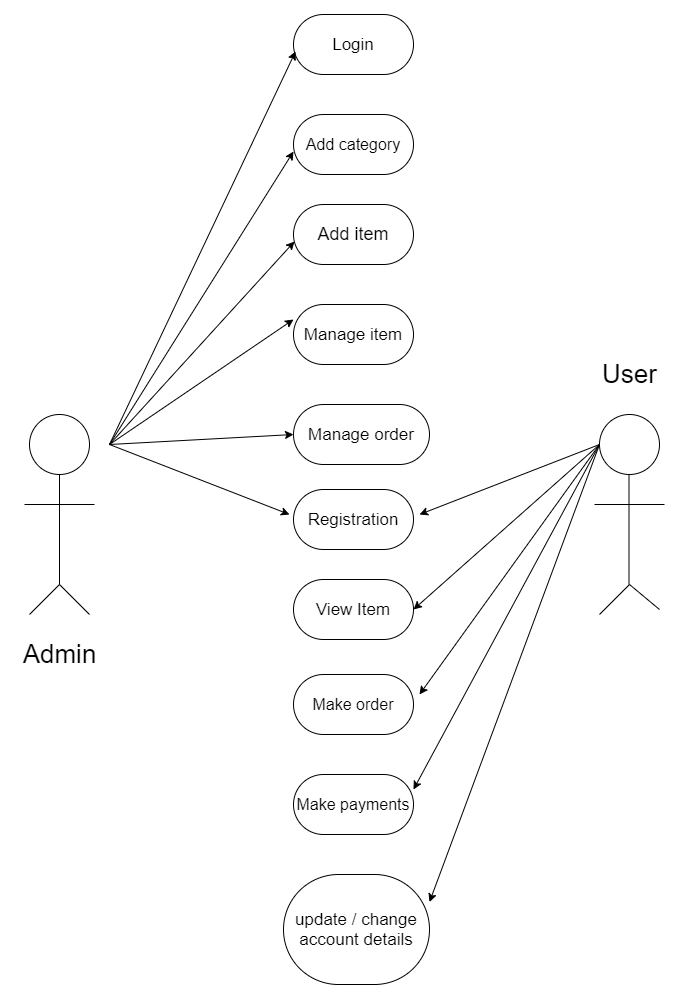 Login
Add category
Add item
Manage item
User
Manage order
Registration
View Item
Admin
Make order
Make payments
update / change
account details